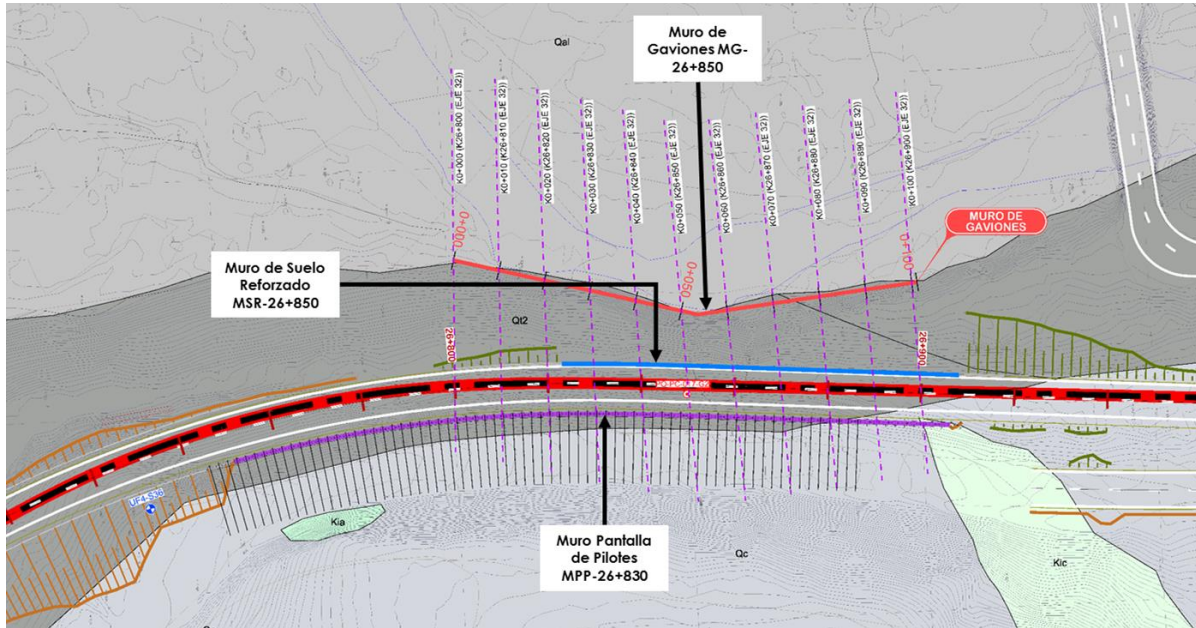 Muro de
Gaviones MG-
26+850
Qal
K0+000 (K26+800 (EJE 32))
K0+010 (K26+810 (EJE 32))
K0+020 (K26+820 (EJE 32))
K0+030 (K26+830 (EJE 32))
K0+040 (K26+840 (EJE 32))
K0+050 (K26+850 (EJE 32))
K0+060 (K26+860 (EJE 32))
K0+070 (K26+870 (EJE 32))
K0+080 (K26+880 (EJE 32))
K0+090 (K26+890 (EJE 32))
K0+100 (K26+900 (EJE 32))
MURO DE
GAVIONES
0+000
0+050
0+100
Muro de Suelo
Reforzado
MSR-26+850
Qt2
26+800
26+900
UF4-S36
Kia
Muro Pantalla
de Pilotes
MPP-26+830
Qc
Kic